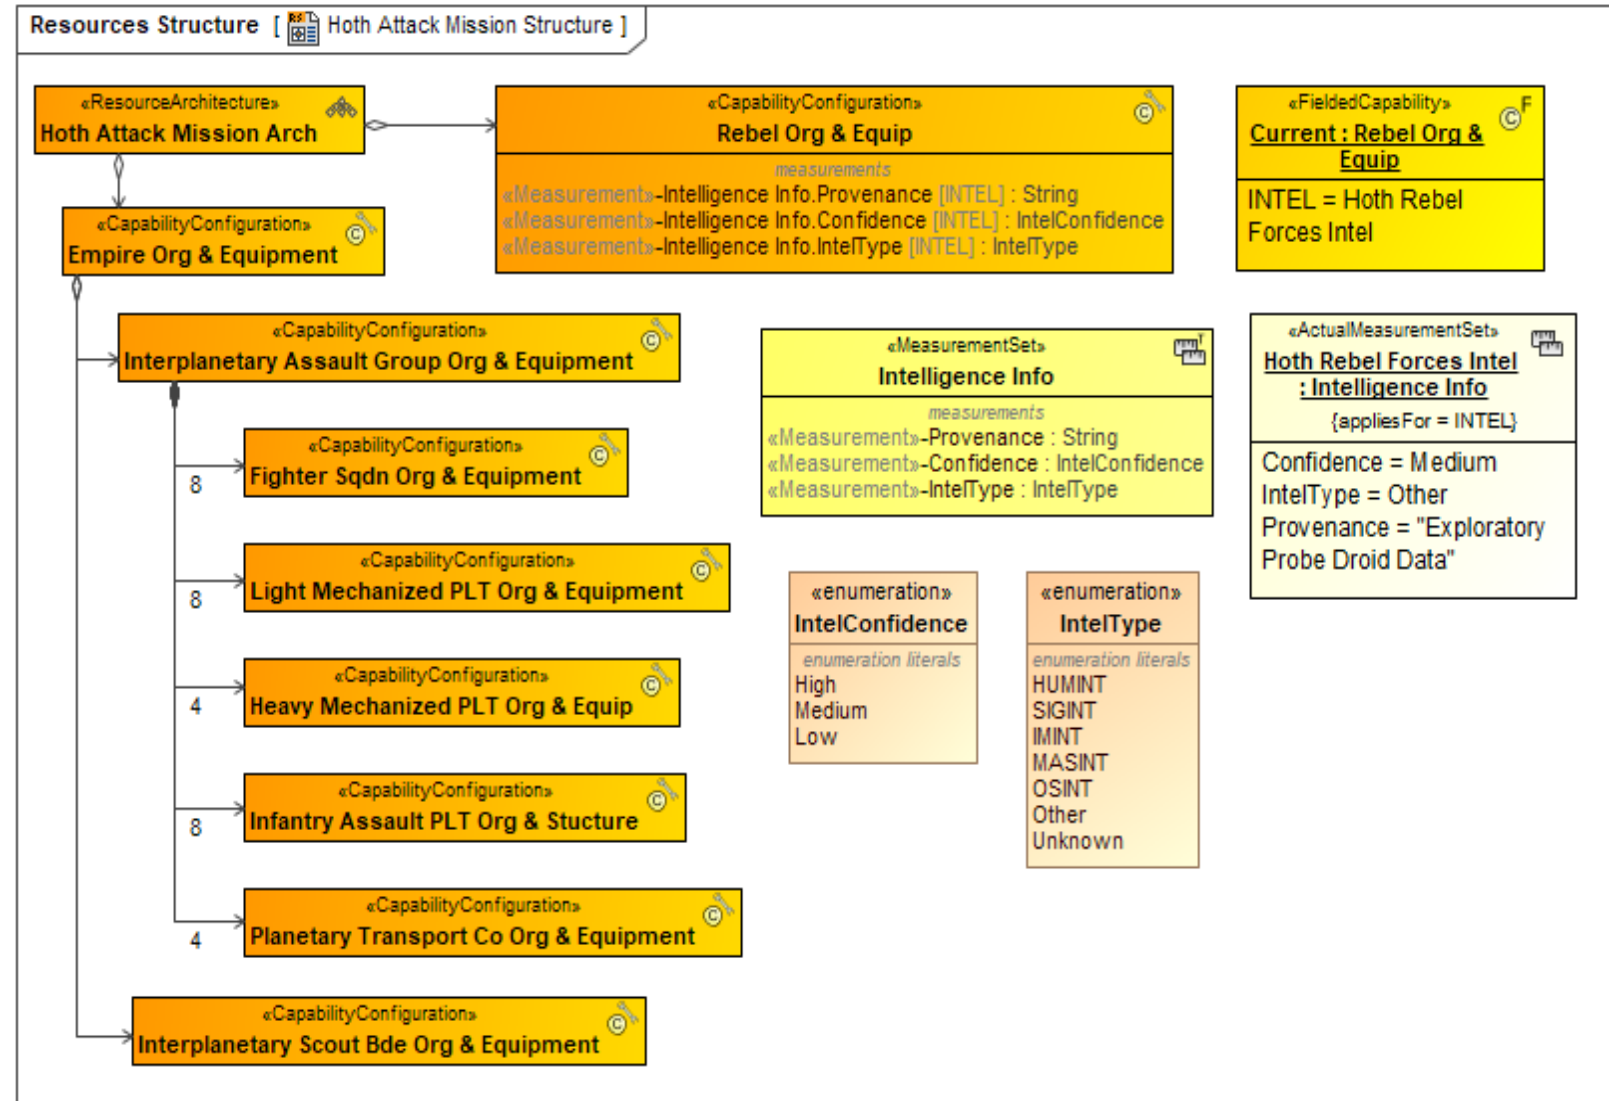 Resources Structure [ Hoth Attack Mission Structure ]
«ResourceArchitecture»
Hoth Attack Mission Arch
«CapabilityConfiguration»
Rebel Org & Equip
measurements
«Measurement»-Intelligence Info.Provenance [INTEL] : String
«Measurement»-Intelligence Info.Confidence [INTEL] : IntelConfidence
«Measurement»-Intelligence Info.IntelType [INTEL] : IntelType
«FieldedCapability»
Current : Rebel Org &
Equip
INTEL = Hoth Rebel
Forces Intel
«CapabilityConfiguration»
Empire Org & Equipment
«CapabilityConfiguration»
Interplanetary Assault Group Org & Equipment
«MeasurementSet»
Intelligence Info
measurements
«Measurement»-Provenance : String
«Measurement»-Confidence : IntelConfidence
«Measurement»-IntelType : IntelType
«ActualMeasurementSet»
Hoth Rebel Forces Intel
: Intelligence Info
{appliesFor = INTEL}
Confidence = Medium
IntelType = Other
Provenance = "Exploratory
Probe Droid Data"
«CapabilityConfiguration»
Fighter Sqdn Org & Equipment
8
«CapabilityConfiguration»
Light Mechanized PLT Org & Equipment
8
«CapabilityConfiguration»
Heavy Mechanized PLT Org & Equip
4
«CapabilityConfiguration»
Infantry Assault PLT Org & Stucture
8
«CapabilityConfiguration»
Planetary Transport Co Org & Equipment
4
«CapabilityConfiguration»
Interplanetary Scout Bde Org & Equipment
«enumeration»
IntelConfidence
enumeration literals
High
Medium
Low
«enumeration»
IntelType
enumeration literals
HUMINT
SIGINT
IMINT
MASINT
OSINT
Other
Unknown